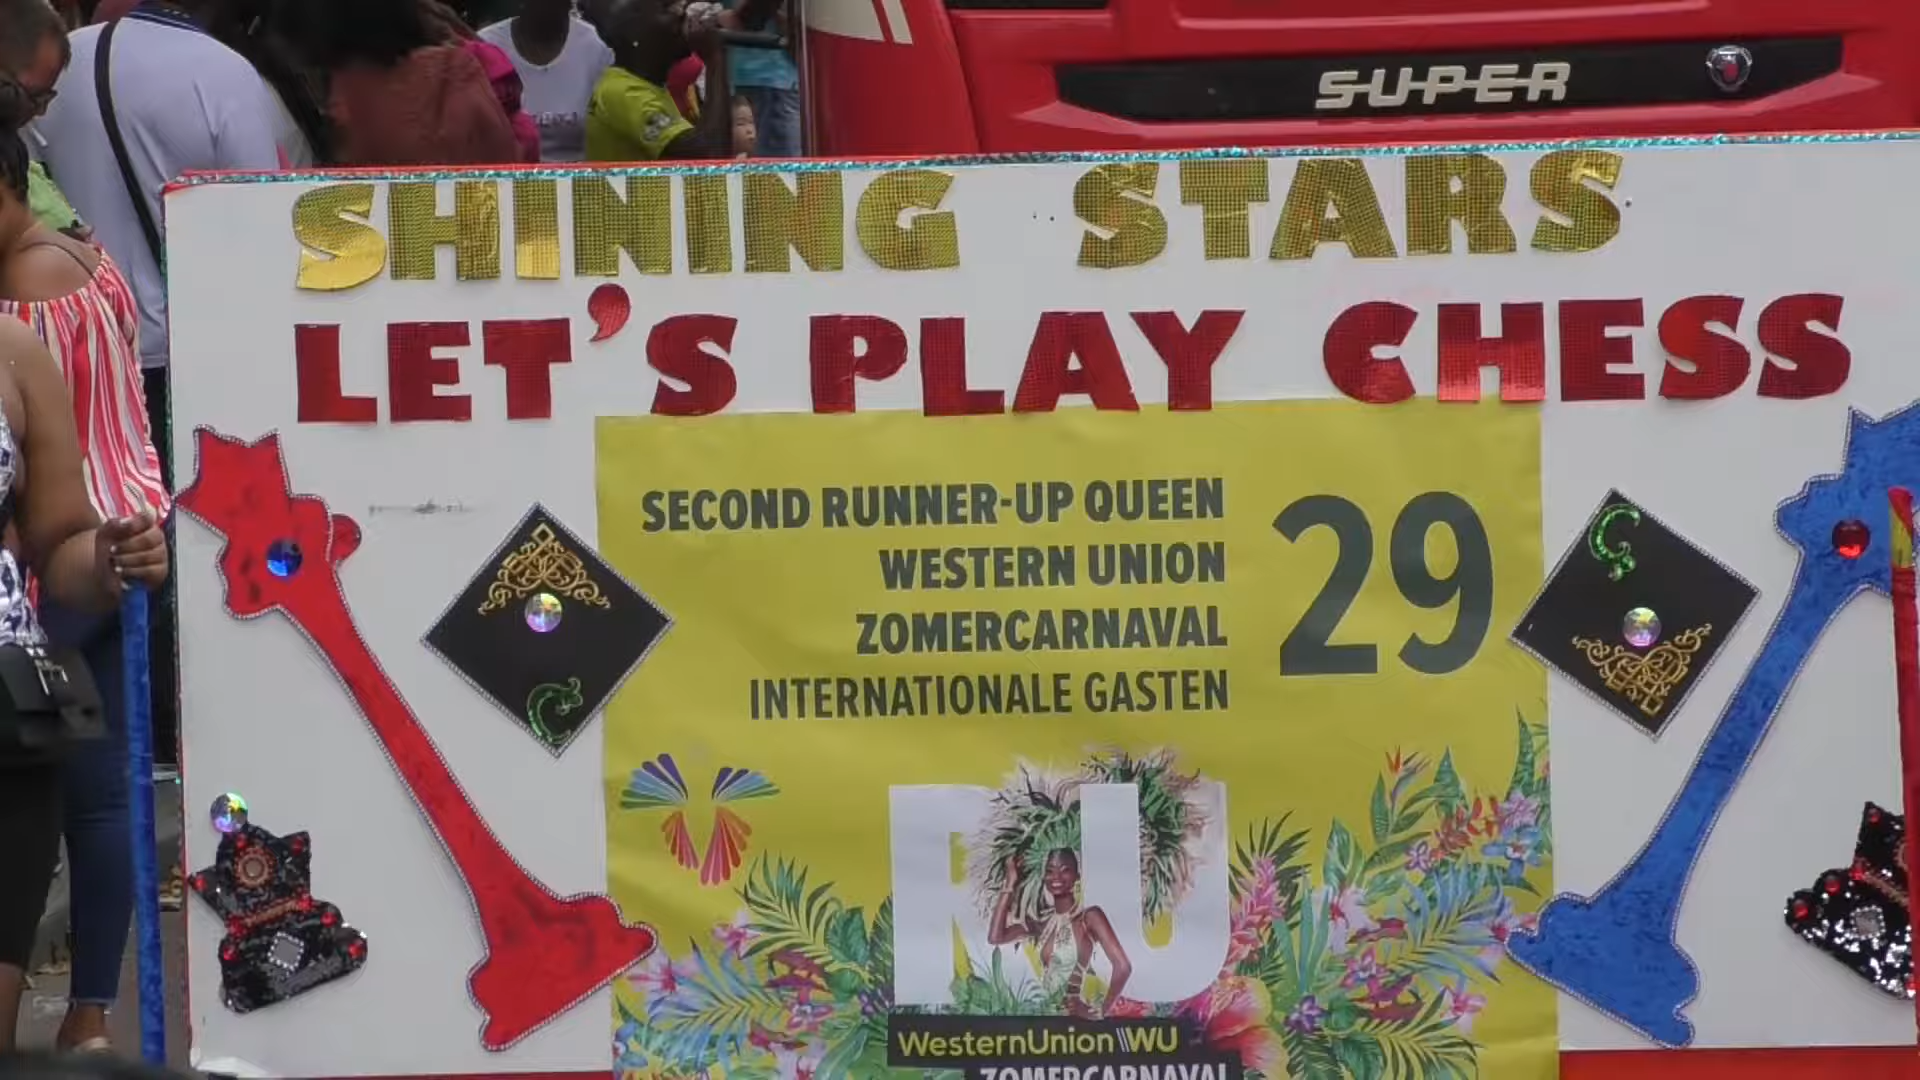 SUPER
SHINING STARS
LET'S PLAY CHESS
SECOND RUNNER-UP QUEEN
WESTERN UNION
ZOMERCARNAVAL
INTERNATIONALE GASTEN
29
RU
WesternUnion WU
ZOMERCARNAVAL